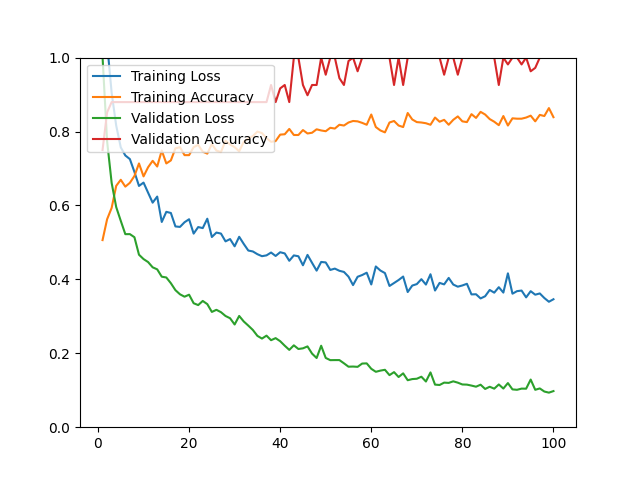 1.0
0.8
0.6
0.4
0.2
0.0
Training Loss
Training Accuracy
Validation Loss
Validation Accuracy
0 20 40 60 80 100